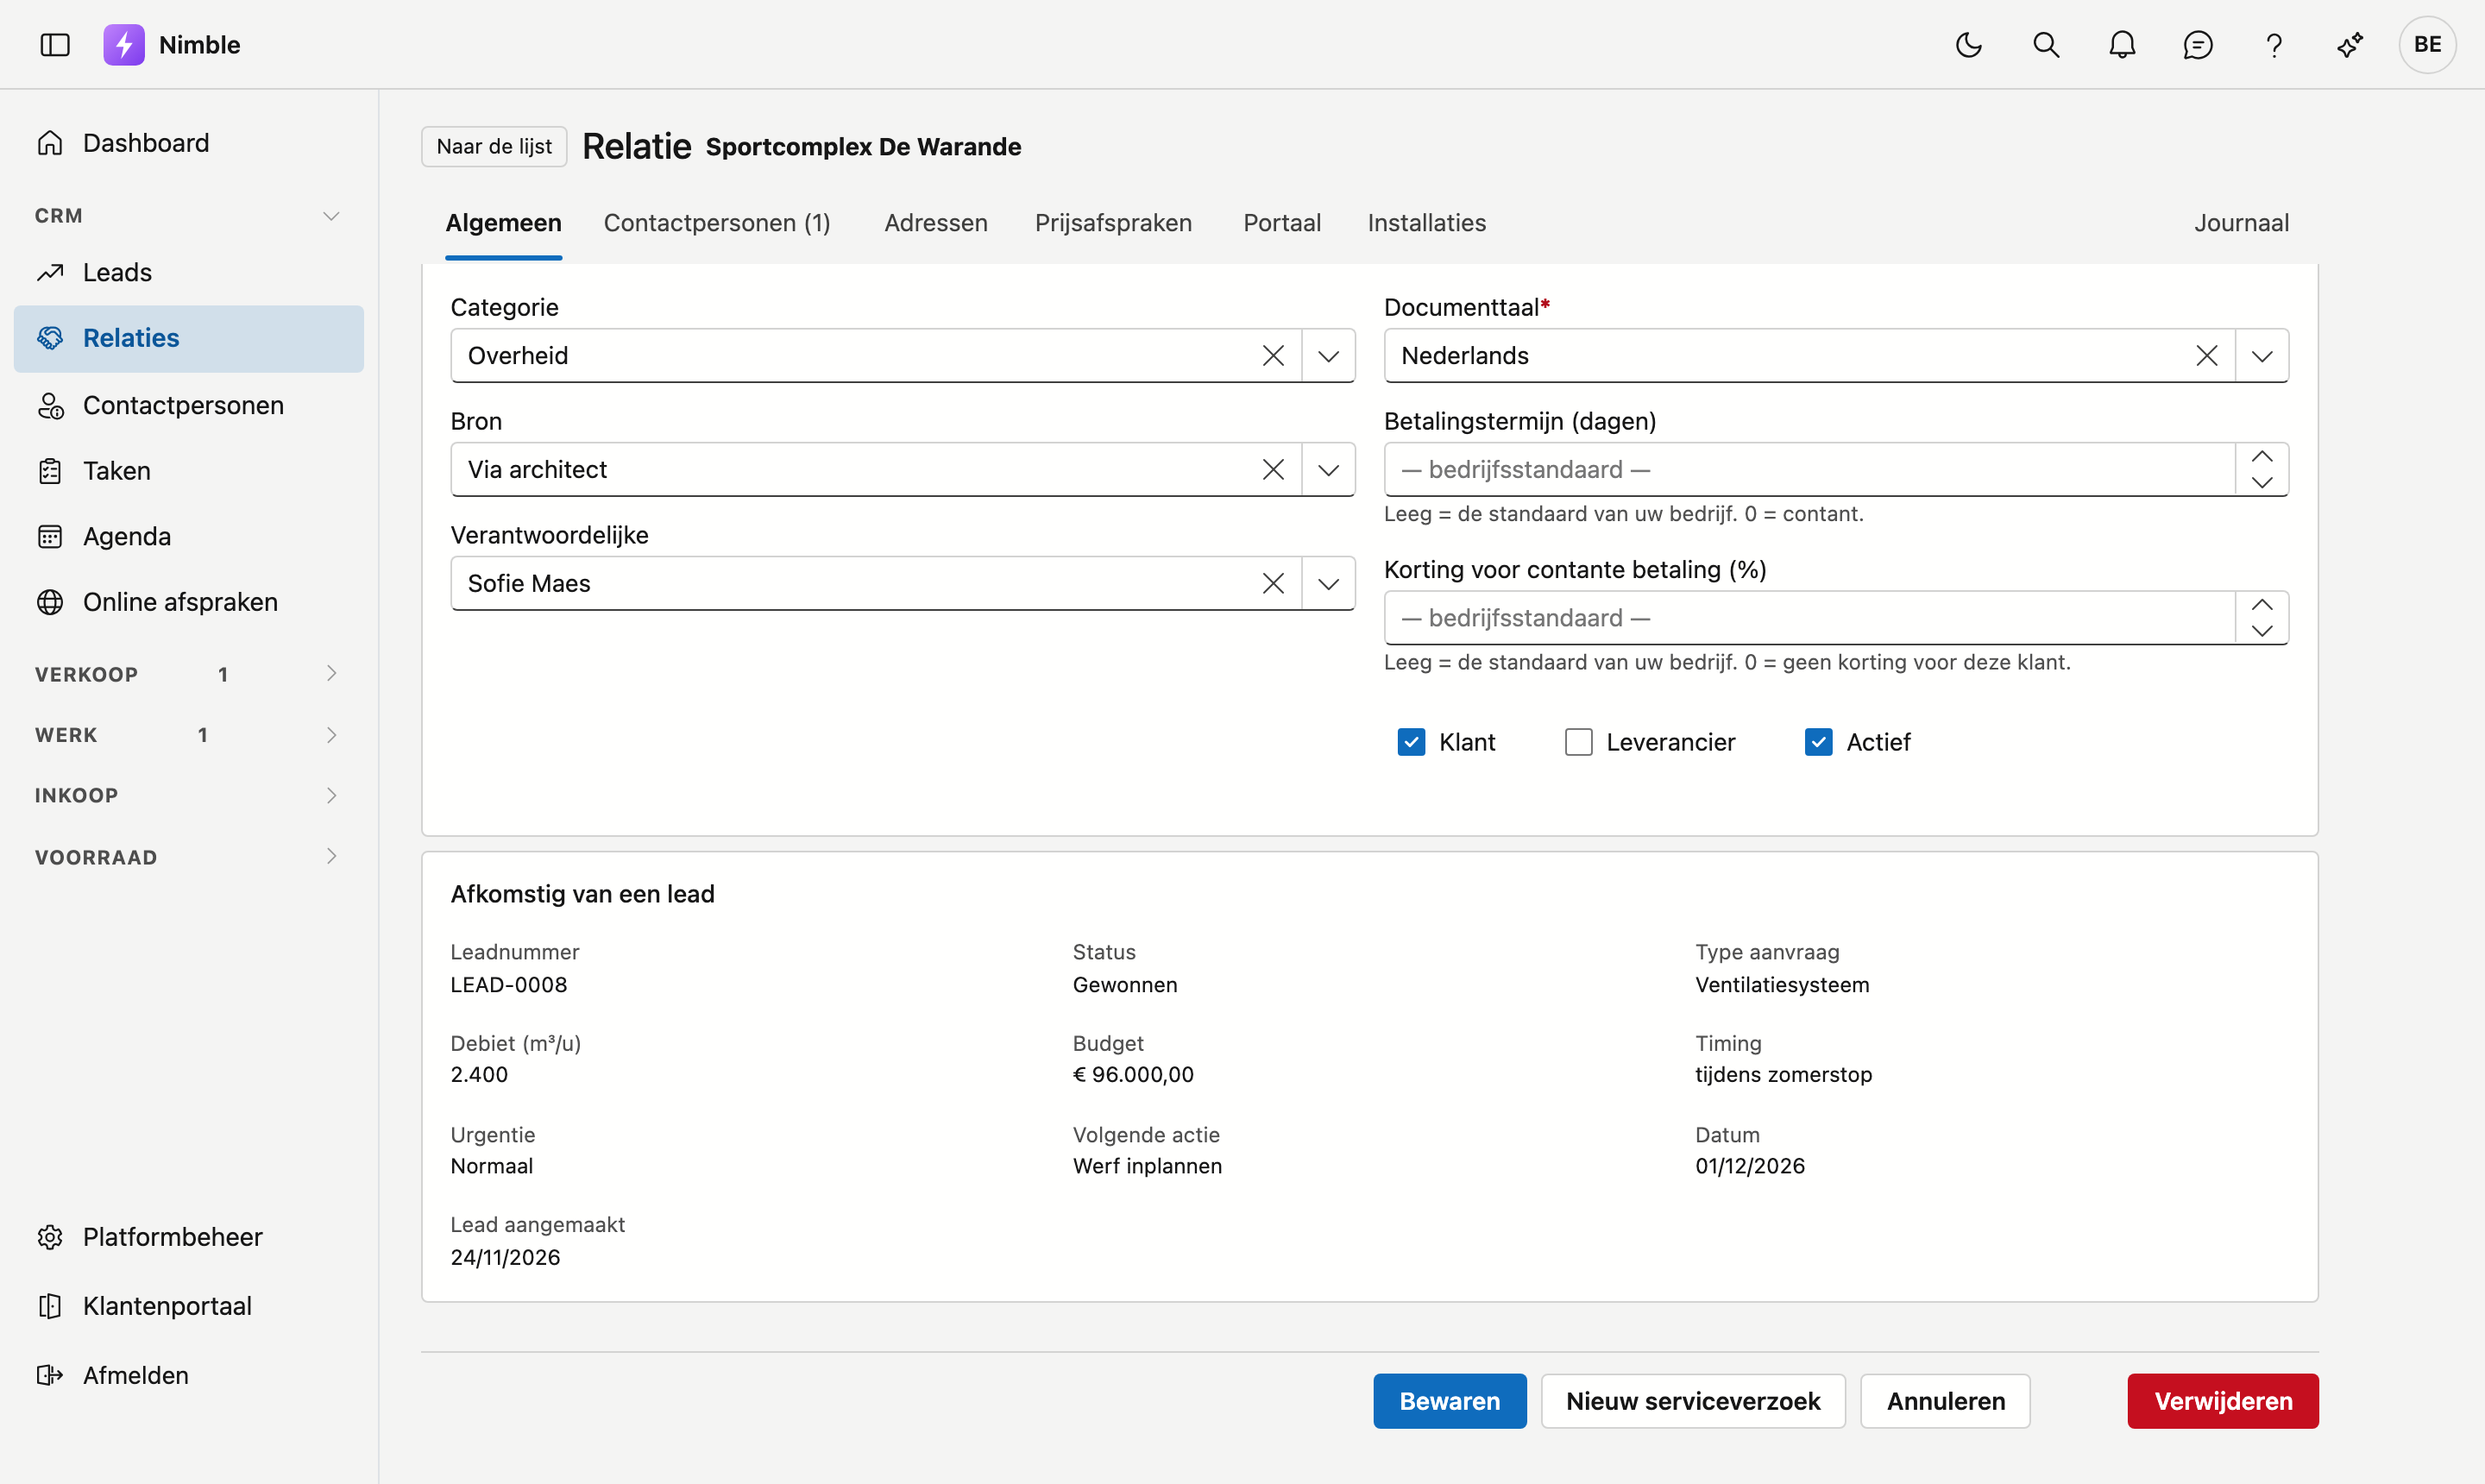 Nimble
BE
Dashboard
CRM
Leads
Relaties
Contactpersonen
Taken
Agenda
Online afspraken
VERKOOP 1
WERK 1
INKOOP
VOORRAAD
Platformbeheer
Klantenportaal
Afmelden
Naar de lijst Relatie Sportcomplex De Warande
Algemeen Contactpersonen (1) Adressen Prijsafspraken Portaal Installaties Journaal
Categorie
Overheid
Bron
Via architect
Verantwoordelijke
Sofie Maes
Documenttaal*
Nederlands
Betalingstermijn (dagen)
— bedrijfsstandaard —
Leeg = de standaard van uw bedrijf. 0 = contant.
Korting voor contante betaling (%)
— bedrijfsstandaard —
Leeg = de standaard van uw bedrijf. 0 = geen korting voor deze klant.
Klant Leverancier Actief
Afkomstig van een lead
Leadnummer Status Type aanvraag
LEAD-0008 Gewonnen Ventilatiesysteem
Debiet (m³/u) Budget Timing
2.400 € 96.000,00 tijdens zomerstop
Urgentie Volgende actie Datum
Normaal Werf inplannen 01/12/2026
Lead aangemaakt
24/11/2026
Bewaren Nieuw serviceverzoek Annuleren Verwijderen